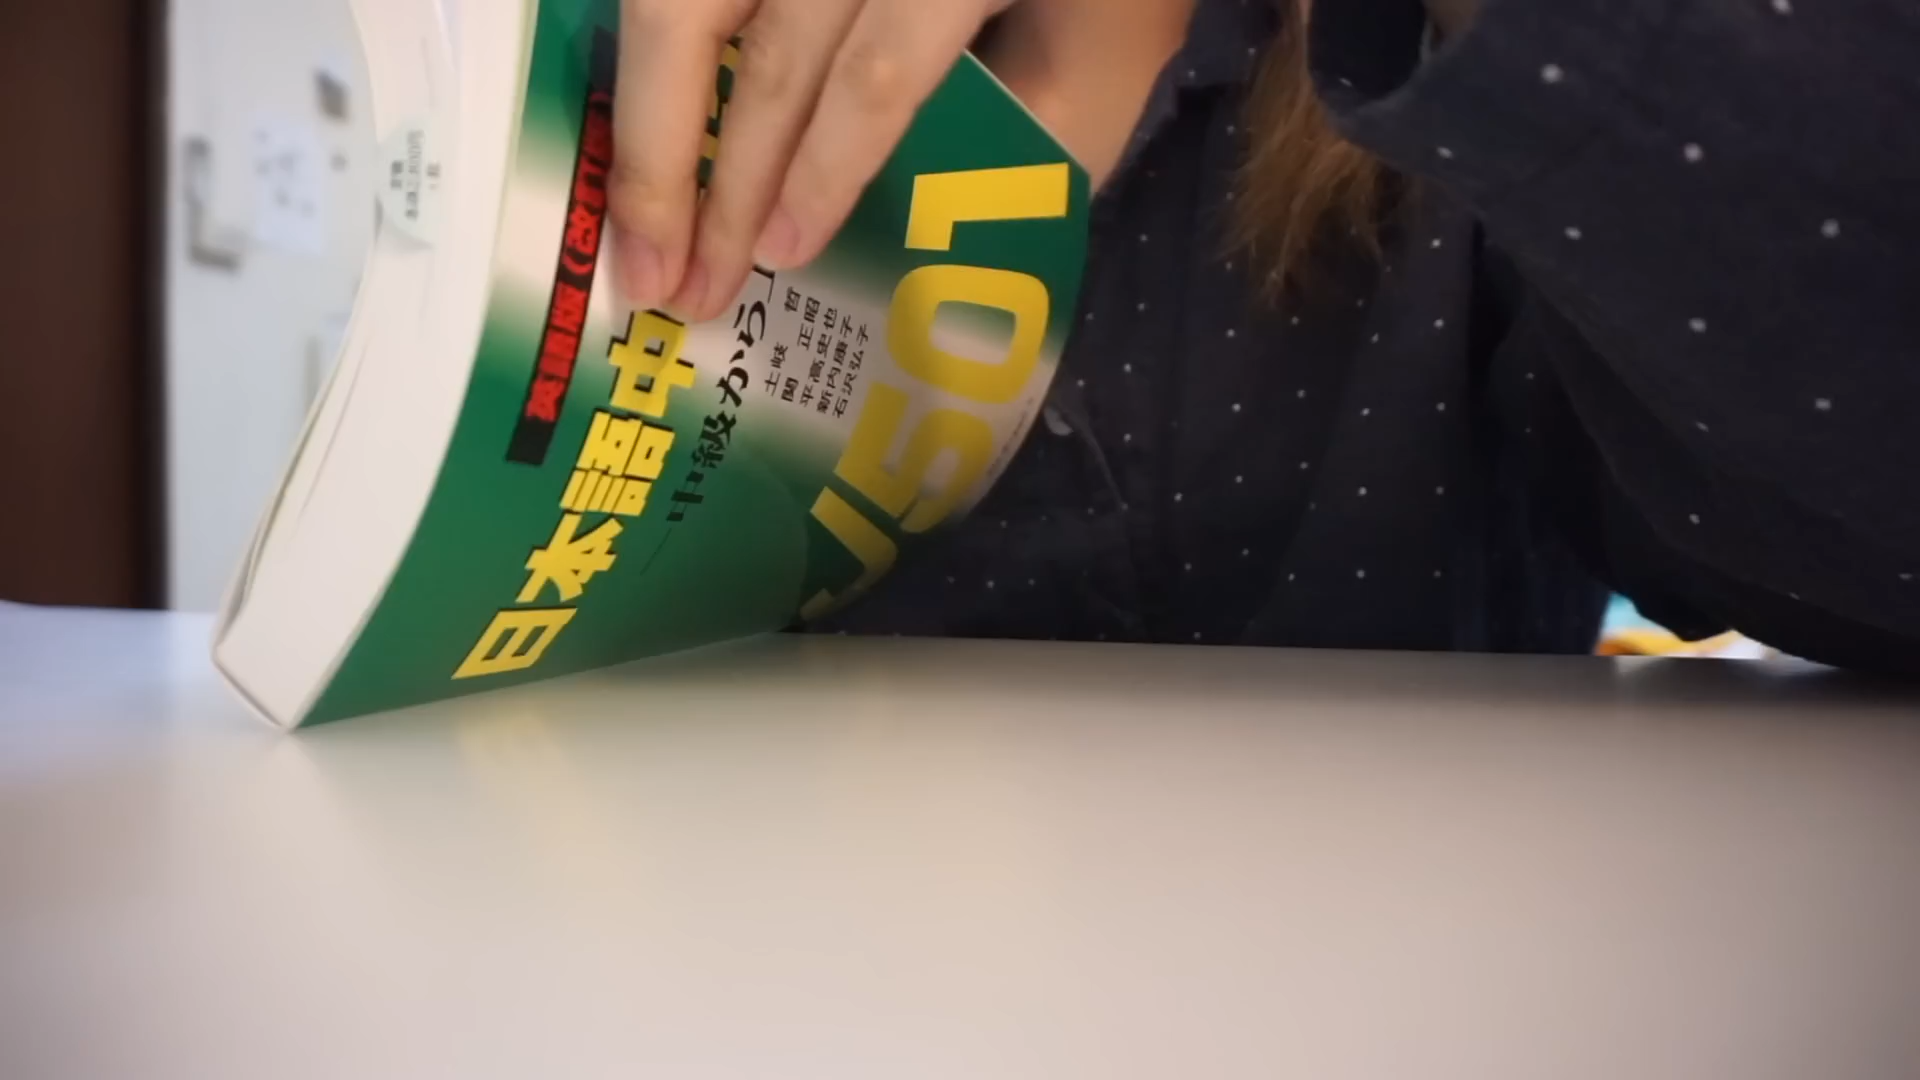 英語版(改訂版)
日本語中
―中級から
土岐 哲
関 正昭
平高史也
新内康子
石沢弘子
J501